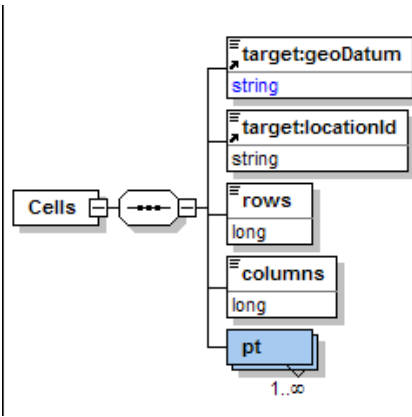 target:geoDatum
string
target:locationId
string
Cells
rows
long
columns
long
pt
1..∞